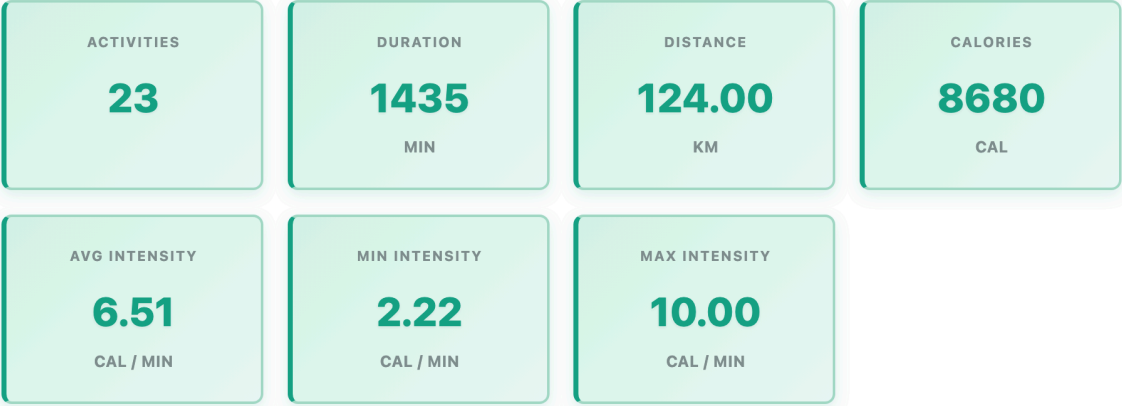 ACTIVITIES
23
DURATION
1435
MIN
DISTANCE
124.00
KM
CALORIES
8680
CAL
AVG INTENSITY
6.51
CAL / MIN
MIN INTENSITY
2.22
CAL / MIN
MAX INTENSITY
10.00
CAL / MIN